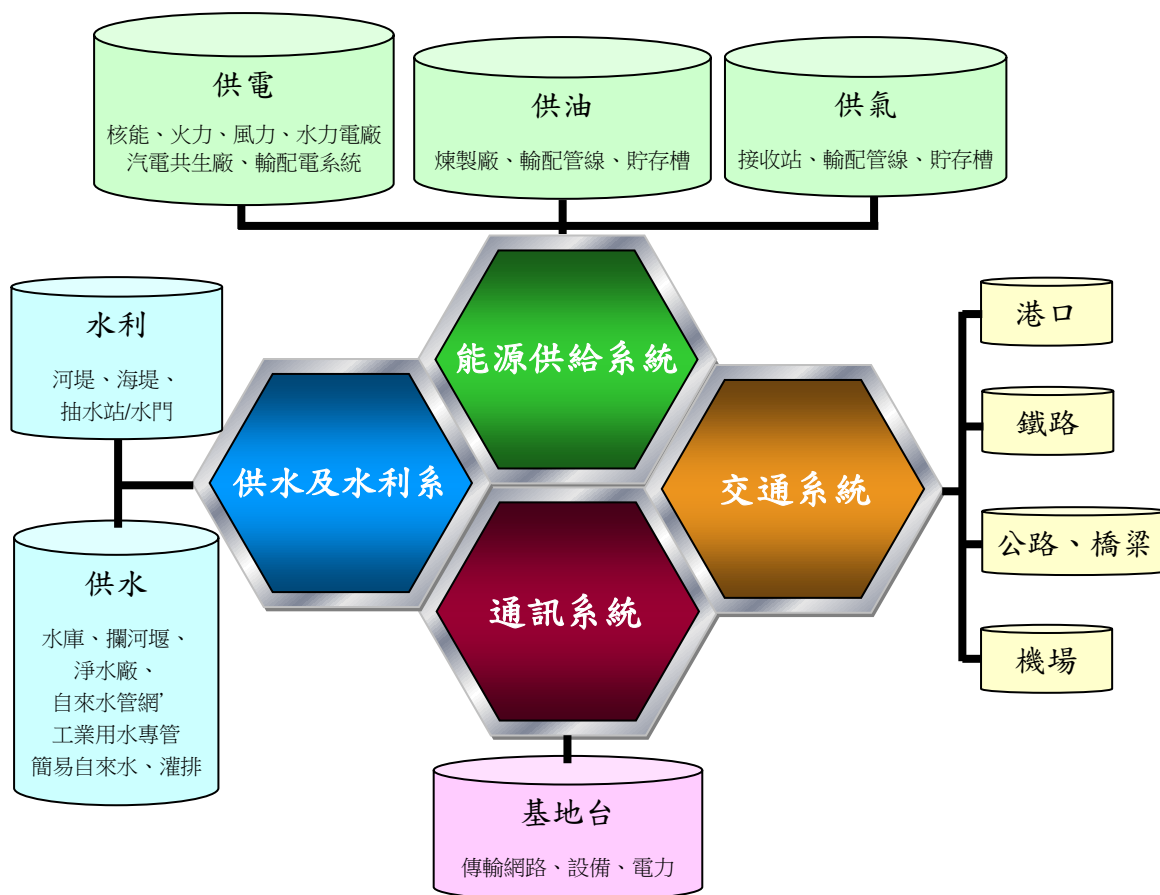 供電
核能、火力、風力、水力電廠
汽電共生廠、輸配電系統
供油
煉製廠、輸配管線、貯存槽
供氣
接收站、輸配管線、貯存槽
水利
河堤、海堤、
抽水站/水門
能源供給系統
供水及水利系
交通系統
通訊系統
港口
鐵路
公路、橋梁
機場
供水
水庫、攔河堰、
淨水廠、
自來水管網’
工業用水專管
簡易自來水、灌排
基地台
傳輸網路、設備、電力